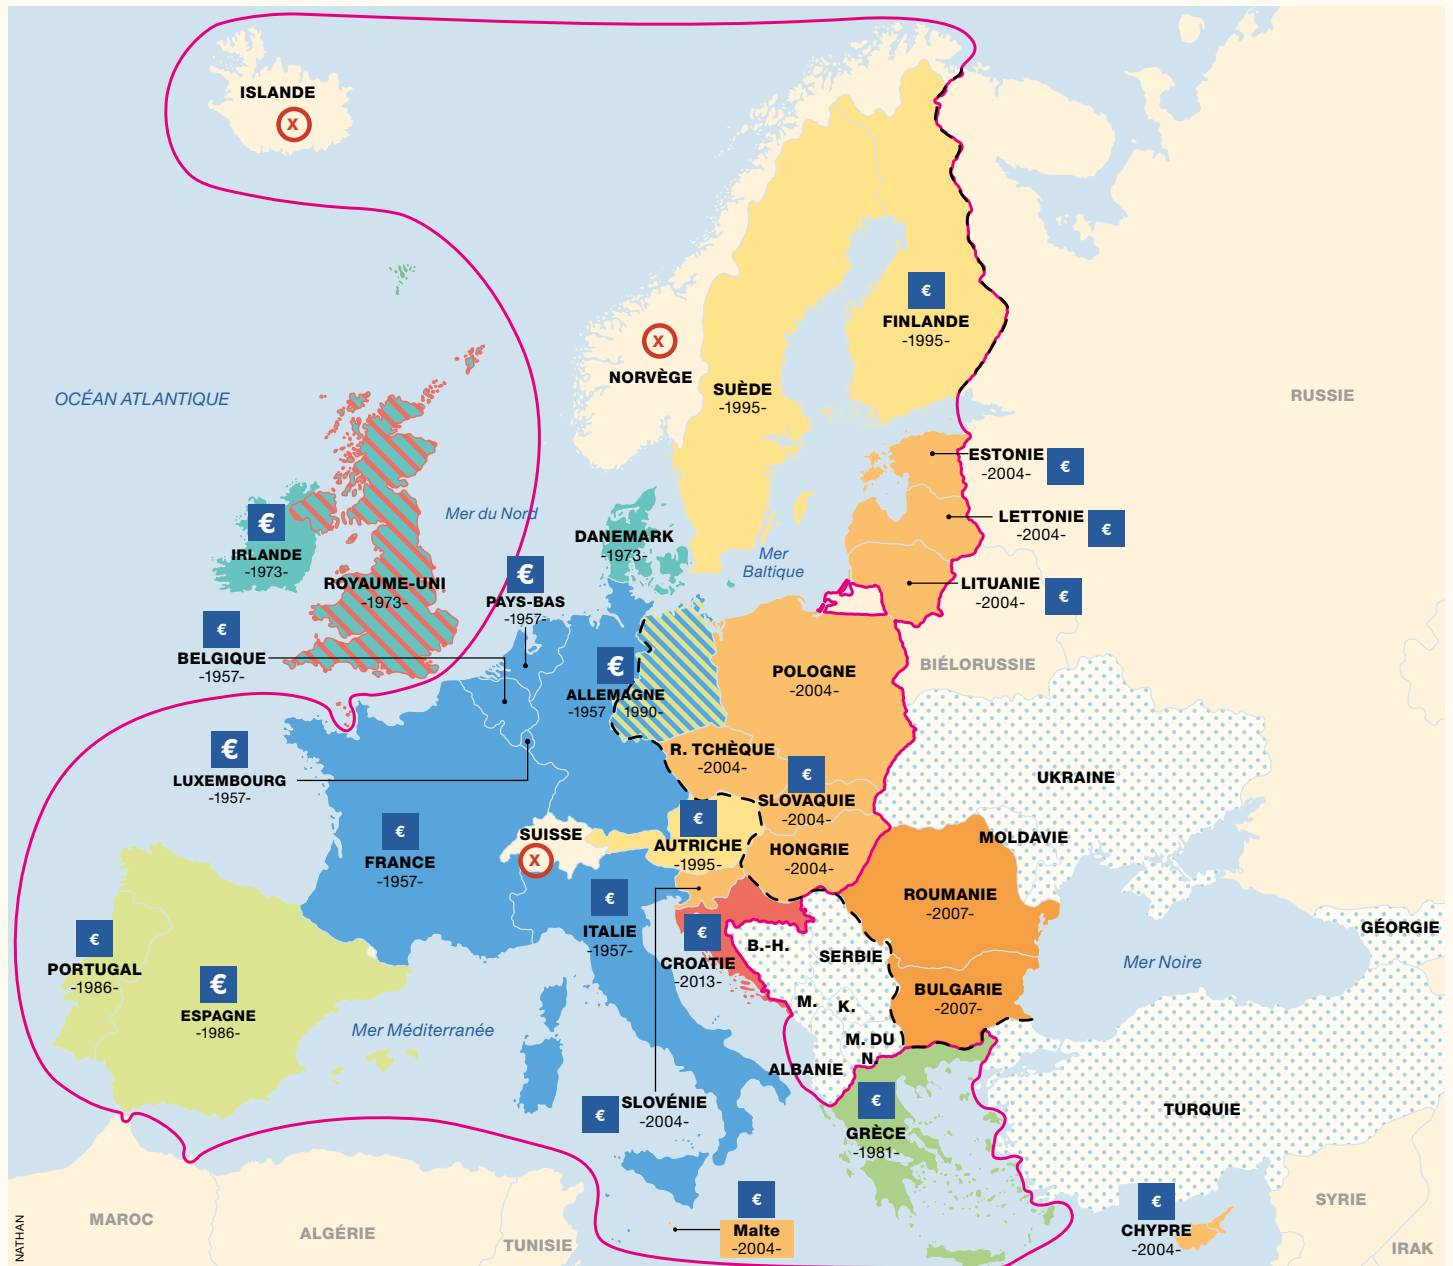 ISLANDE
X
OCÉAN ATLANTIQUE
X
NORVÈGE
€
FINLANDE
-1995-
SUÈDE
-1995-
RUSSIE
ESTONIE
-2004-
€
LETTONIE
-2004-
€
LITUANIE
-2004-
€
Mer du Nord
DANEMARK
-1973-
Mer
Baltique
€
IRLANDE
-1973-
ROYAUME-UNI
-1973-
€
PAYS-BAS
-1957-
€
BELGIQUE
-1957-
€
ALLEMAGNE
-1957 1990-
POLOGNE
-2004-
BIÉLORUSSIE
€
LUXEMBOURG
-1957-
R. TCHÈQUE
-2004-
€
SLOVAQUIE
-2004-
UKRAINE
MOLDAVIE
€
FRANCE
-1957-
SUISSE
X
€
AUTRICHE
-1995-
HONGRIE
-2004-
ROUMANIE
-2007-
€
ITALIE
-1957-
€
CROATIE
-2013-
B.-H.
SERBIE
M.
K.
M. DU
N.
ALBANIE
BULGARIE
-2007-
Mer Noire
GÉORGIE
€
PORTUGAL
-1986-
€
ESPAGNE
-1986-
Mer Méditerranée
€
SLOVÉNIE
-2004-
€
GRÈCE
-1981-
TURQUIE
€
Malte
-2004-
€
CHYPRE
-2004-
SYRIE
IRAK
MAROC
ALGÉRIE
TUNISIE
NATHAN